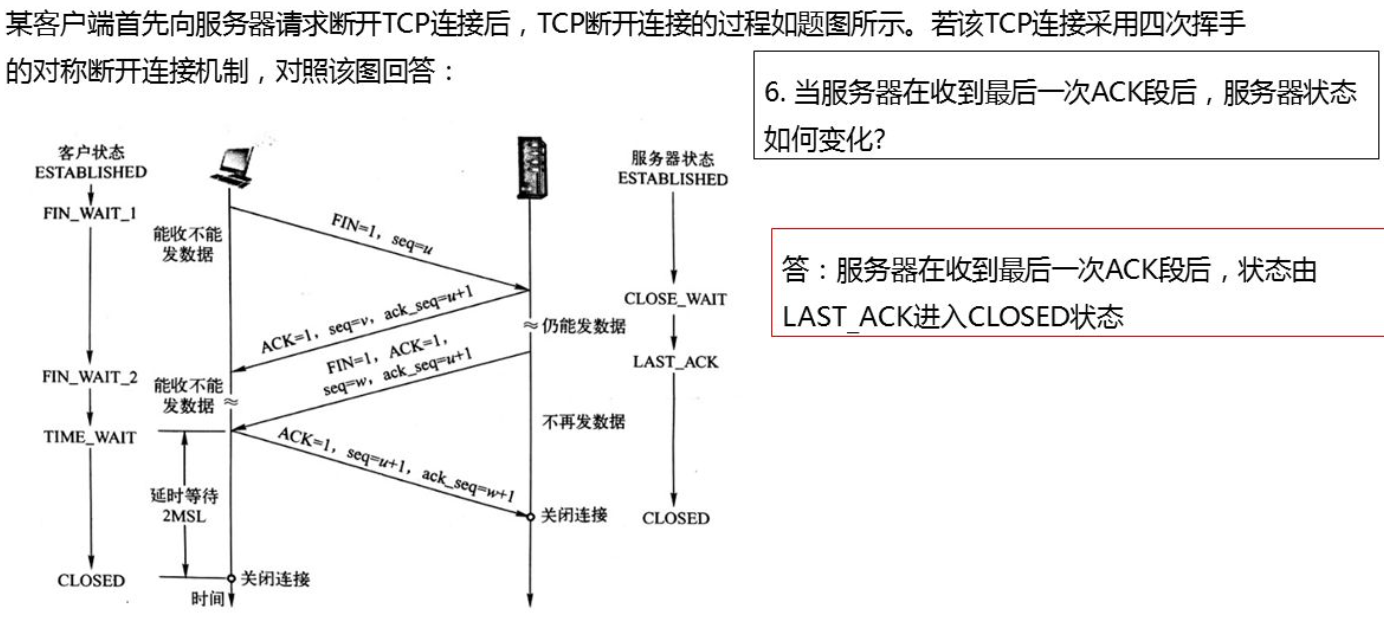 某客户端首先向服务器请求断开TCP连接后，TCP断开连接的过程如题图所示。若该TCP连接采用四次挥手
的对称断开连接机制，对照该图回答：
6. 当服务器在收到最后一次ACK段后，服务器状态
如何变化?
答：服务器在收到最后一次ACK段后，状态由
LAST_ACK进入CLOSED状态
客户状态
ESTABLISHED
FIN_WAIT_1
FIN_WAIT_2
TIME_WAIT
CLOSED
能收不能
发数据
能收不能
发数据
延时等待
2MSL
FIN=1，seq=u
ACK=1，seq=v，ack_seq=u+1
FIN=1，ACK=1，
seq=w，ack_seq=u+1
ACK=1，seq=u+1，ack_seq=w+1
关闭连接
时间
仍能发数据
不再发数据
关闭连接
服务器状态
ESTABLISHED
CLOSE_WAIT
LAST_ACK
CLOSED